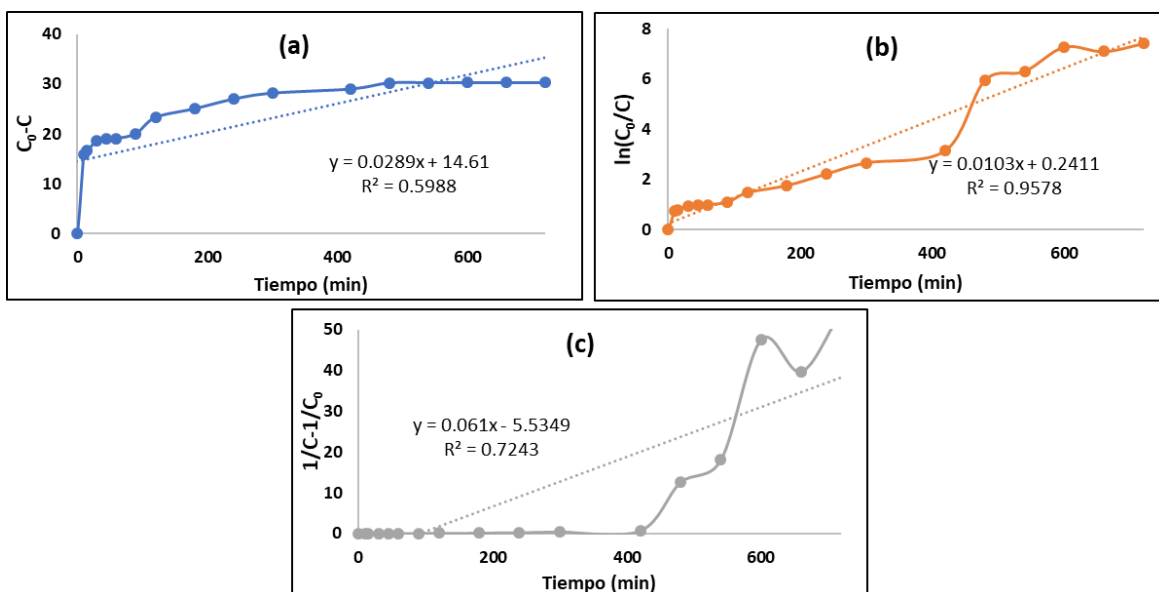 (a)
40
30
20
10
0
C₀-C
y = 0.0289x + 14.61
R² = 0.5988
0 200 400 600
Tiempo (min)
(b)
8
6
4
2
0
ln(C₀/C)
y = 0.0103x + 0.2411
R² = 0.9578
0 200 400 600
Tiempo (min)
(c)
50
40
30
20
10
0
1/C-1/C₀
y = 0.061x - 5.5349
R² = 0.7243
0 200 400 600
Tiempo (min)